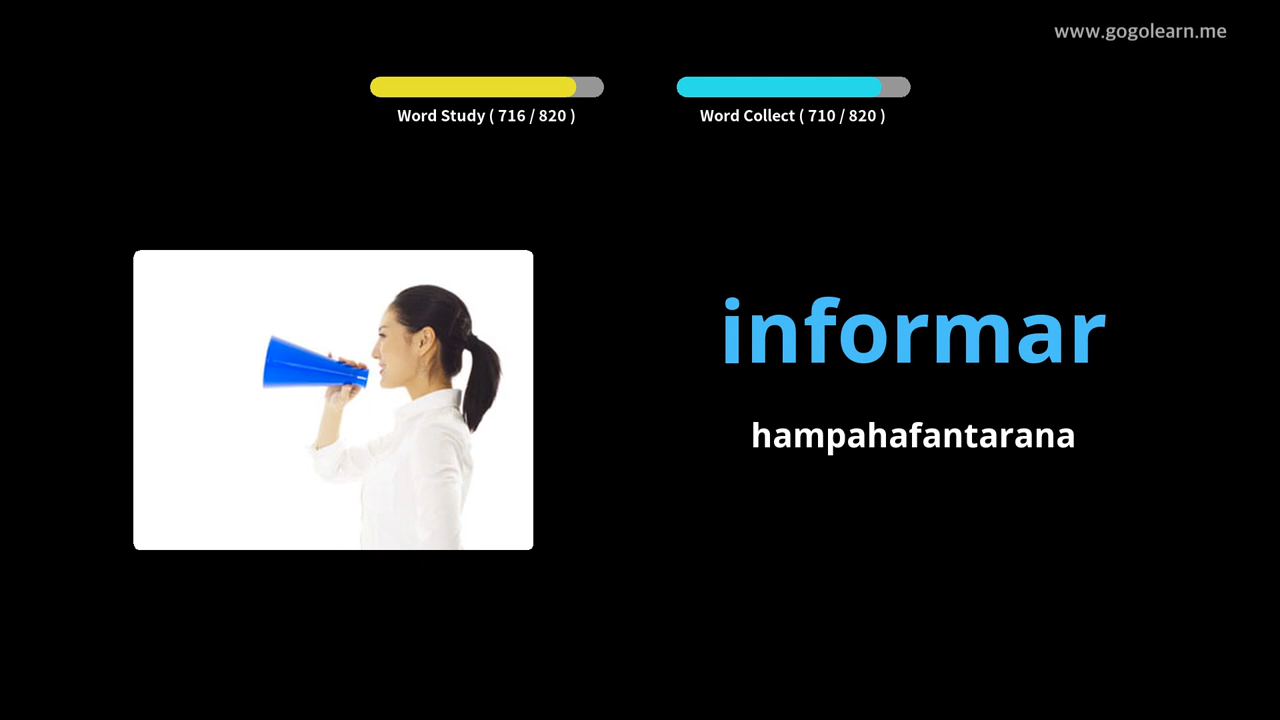 www.gogolearn.me
Word Study ( 716 / 820 )
Word Collect ( 710 / 820 )
informar
hampahafantarana